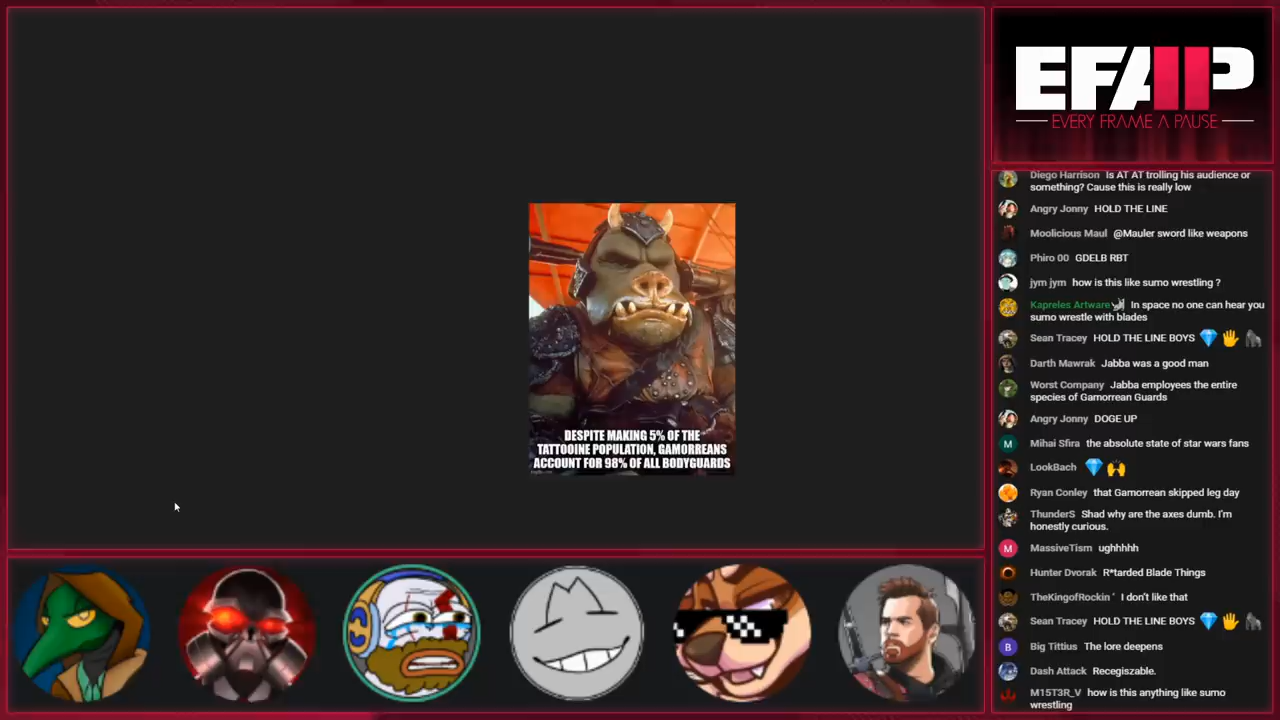 DESPITE MAKING 5% OF THE
TATTOOINE POPULATION, GAMORREANS
ACCOUNT FOR 98% OF ALL BODYGUARDS
EFAP
EVERY FRAME A PAUSE
Diego Harrison Is AT AT trolling his audience or
something? Cause this is really low
Angry Jonny HOLD THE LINE
Moolicious Maul @Mauler sword like weapons
Phiro 00 GDELB RBT
jym jym how is this like sumo wrestling ?
Kapreles Artware In space no one can hear you
sumo wrestle with blades
Sean Tracey HOLD THE LINE BOYS 💎 🖐 🦍
Darth Mawrak Jabba was a good man
Worst Company Jabba employees the entire
species of Gamorrean Guards
Angry Jonny DOGE UP
M Mihai Sfira the absolute state of star wars fans
LookBach 💎 🙌
Ryan Conley that Gamorrean skipped leg day
ThunderS Shad why are the axes dumb. I'm
honestly curious.
M MassiveTism ughhhhh
Hunter Dvorak R*tarded Blade Things
TheKingofRockin ' I don't like that
Sean Tracey HOLD THE LINE BOYS 💎 🖐 🦍
B Big Tittius The lore deepens
Dash Attack Recegiszable.
M15T3R_V how is this anything like sumo
wrestling